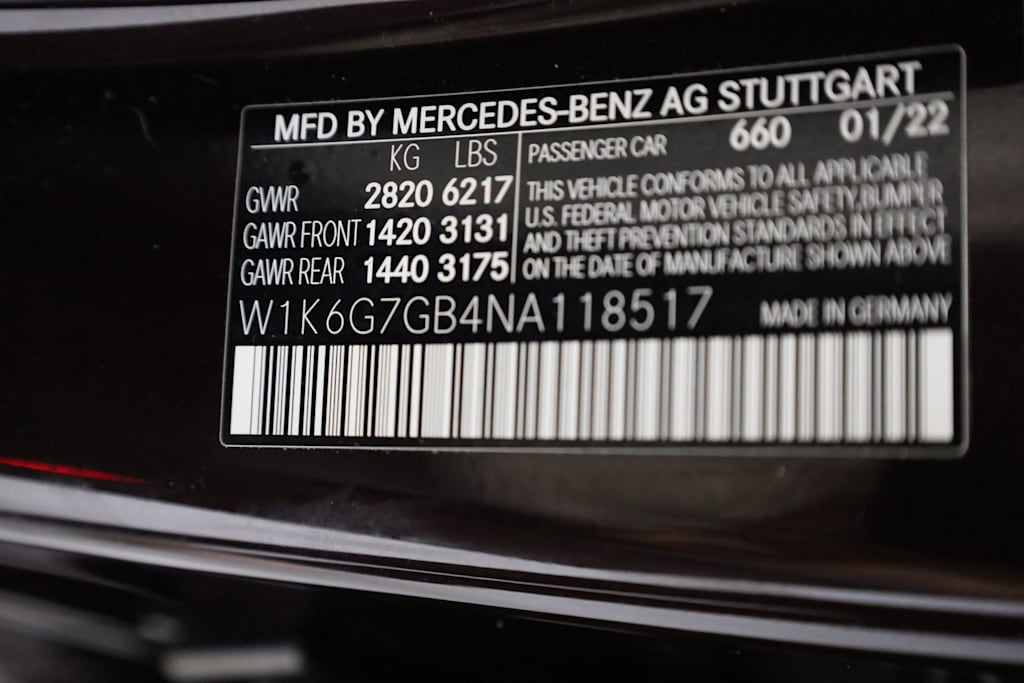 MFD BY MERCEDES-BENZ AG STUTTGART
KG LBS
GVWR 2820 6217
GAWR FRONT 1420 3131
GAWR REAR 1440 3175
PASSENGER CAR 660 01/22
THIS VEHICLE CONFORMS TO ALL APPLICABLE
U.S. FEDERAL MOTOR VEHICLE SAFETY, BUMPER
AND THEFT PREVENTION STANDARDS IN EFFECT
ON THE DATE OF MANUFACTURE SHOWN ABOVE
W1K6G7GB4NA118517
MADE IN GERMANY